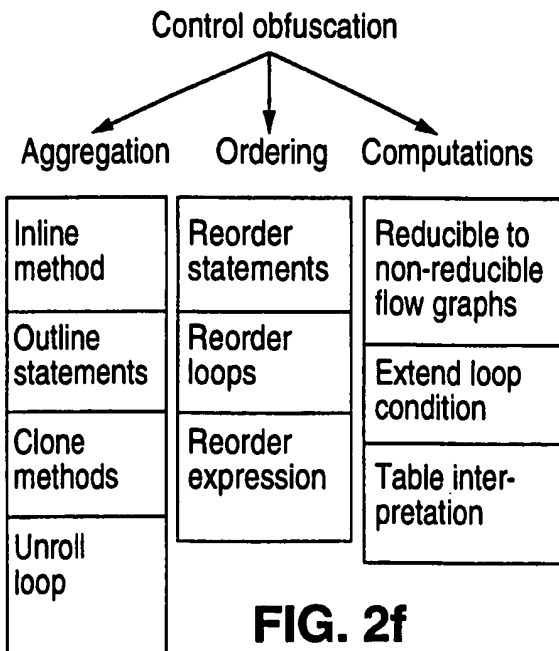 Control obfuscation
Aggregation Ordering Computations
Inline
method
Outline
statements
Clone
methods
Unroll
loop
Reorder
statements
Reorder
loops
Reorder
expression
Reducible to
non-reducible
flow graphs
Extend loop
condition
Table inter-
pretation
FIG. 2f